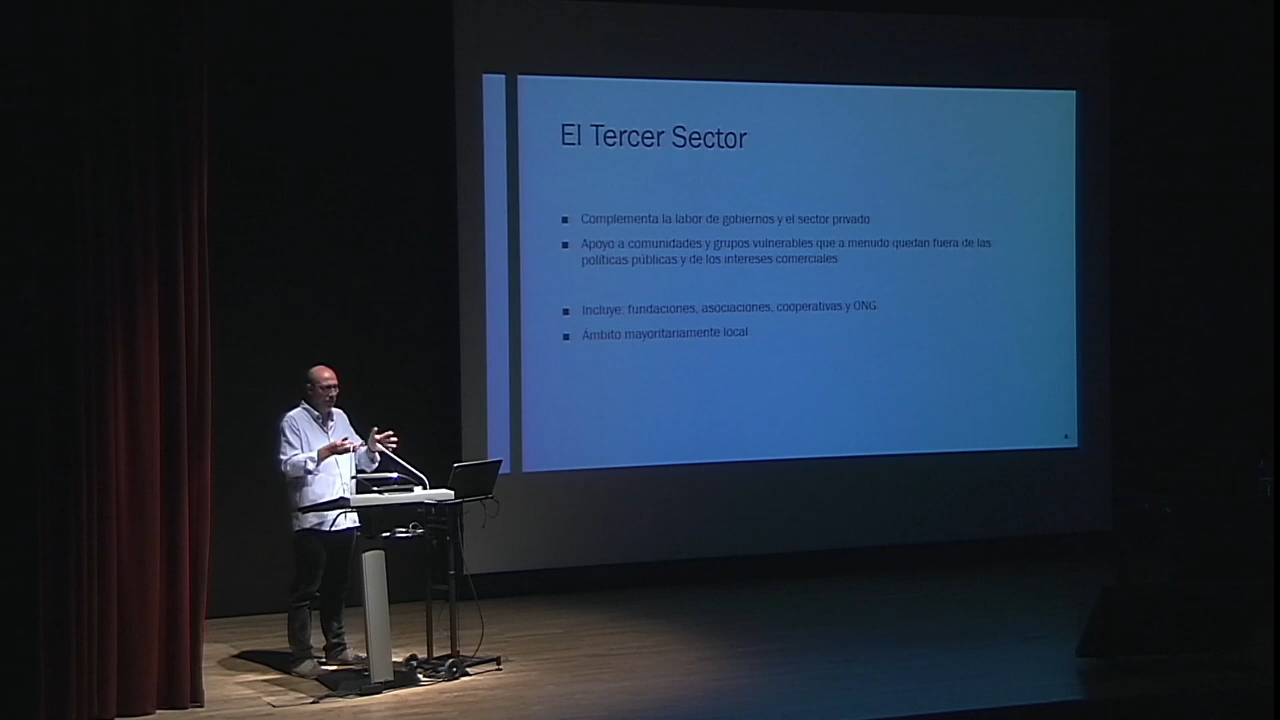 El Tercer Sector
Complementa la labor de gobiernos y el sector privado
Apoyo a comunidades y grupos vulnerables que a menudo quedan fuera de las
políticas públicas y de los intereses comerciales
Incluye: fundaciones, asociaciones, cooperativas y ONG
Ámbito mayoritariamente local